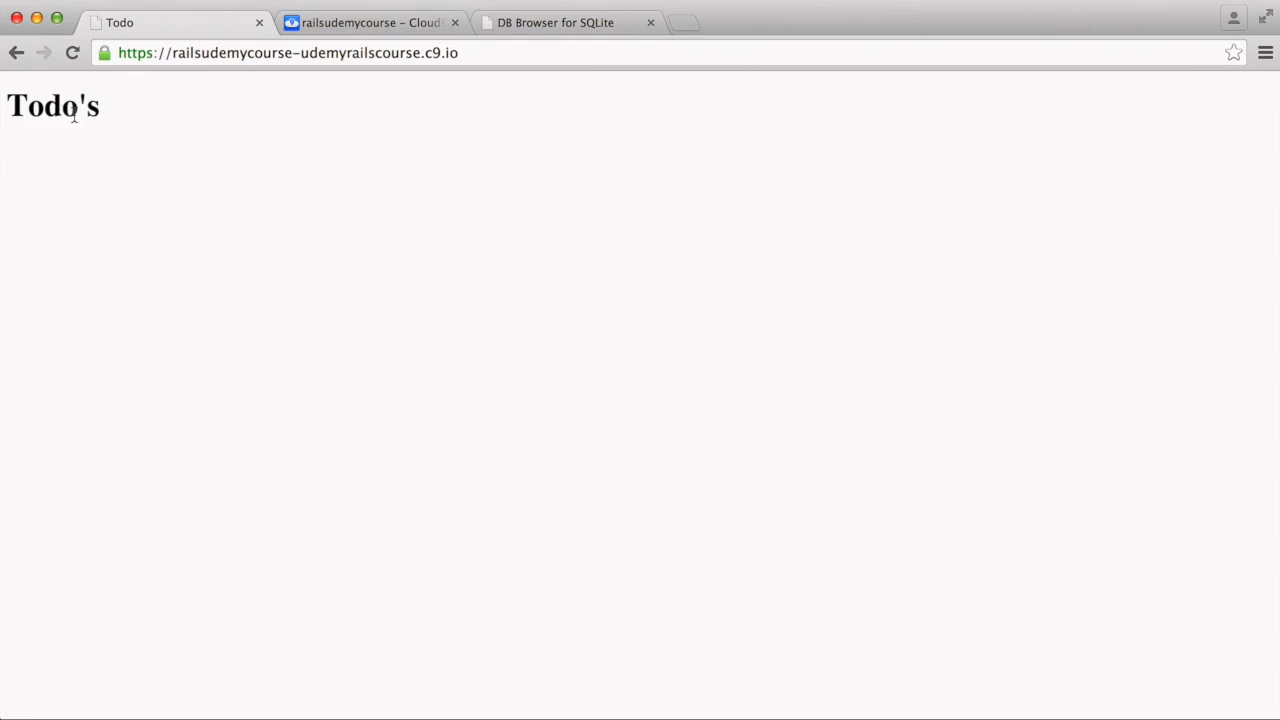 Todo
railsudemycourse – Cloud
DB Browser for SQLite
https://railsudemycourse-udemyrailscourse.c9.io
Todo's